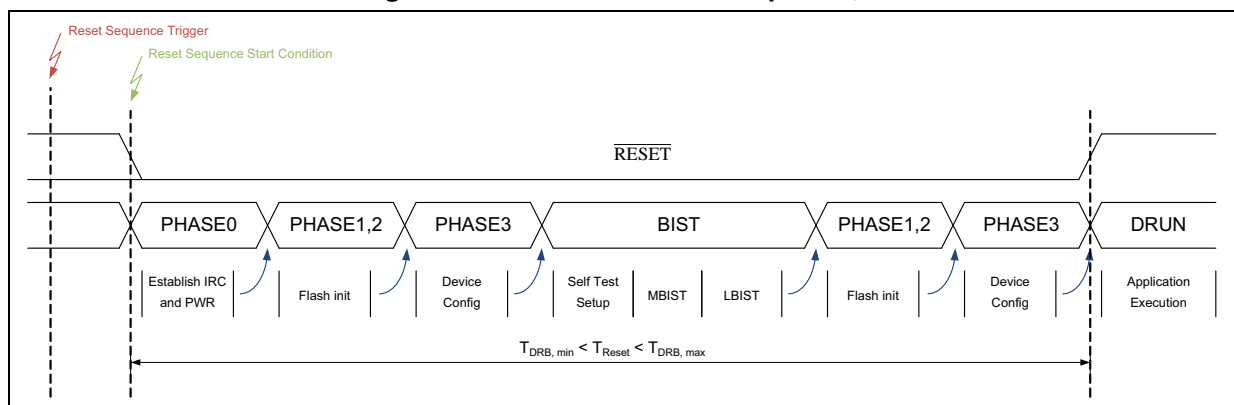 Reset Sequence Trigger
Reset Sequence Start Condition
RESET
PHASE0 PHASE1,2 PHASE3 BIST PHASE1,2 PHASE3 DRUN
Establish IRC
and PWR
Flash init
Device
Config
Self Test
Setup
MBIST
LBIST
Flash init
Device
Config
Application
Execution
TDRB, min < TReset < TDRB, max